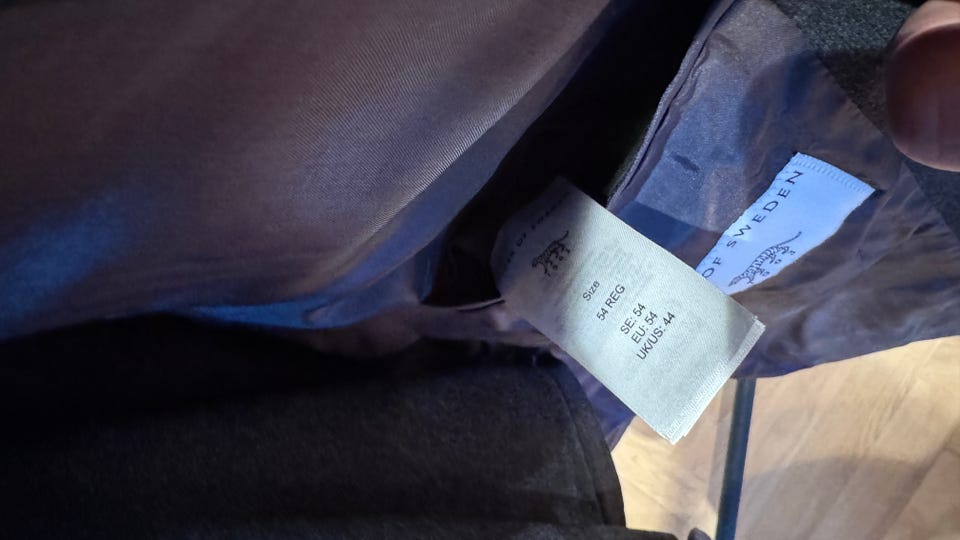 OF SWEDEN
Size
54 REG
SE: 54
EU: 54
UK/US: 44